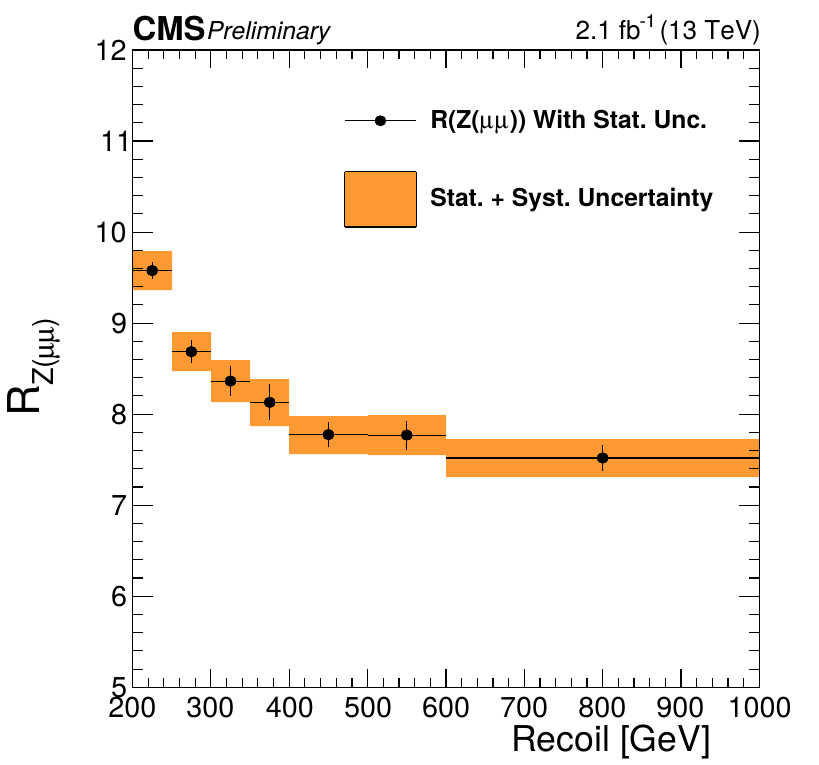 CMS Preliminary 2.1 fb-1 (13 TeV)
12
11
10
9
8
7
6
5
R(Z(μμ)) With Stat. Unc.
Stat. + Syst. Uncertainty
RZ(μμ)
200 300 400 500 600 700 800 900 1000
Recoil [GeV]